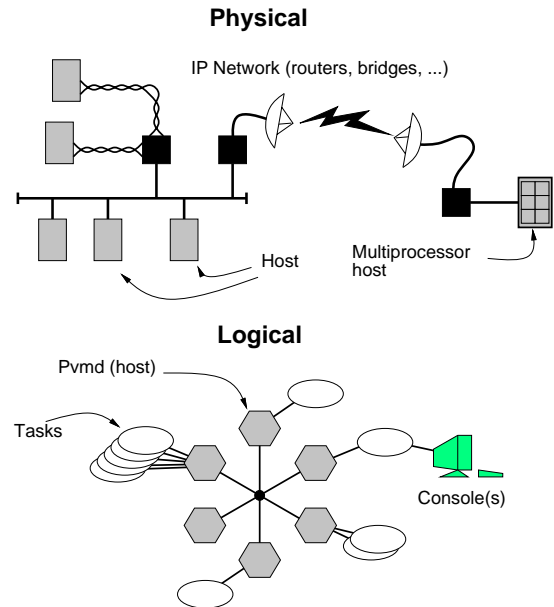 Physical
IP Network (routers, bridges, ...)
Host
Multiprocessor
host
Logical
Pvmd (host)
Tasks
Console(s)